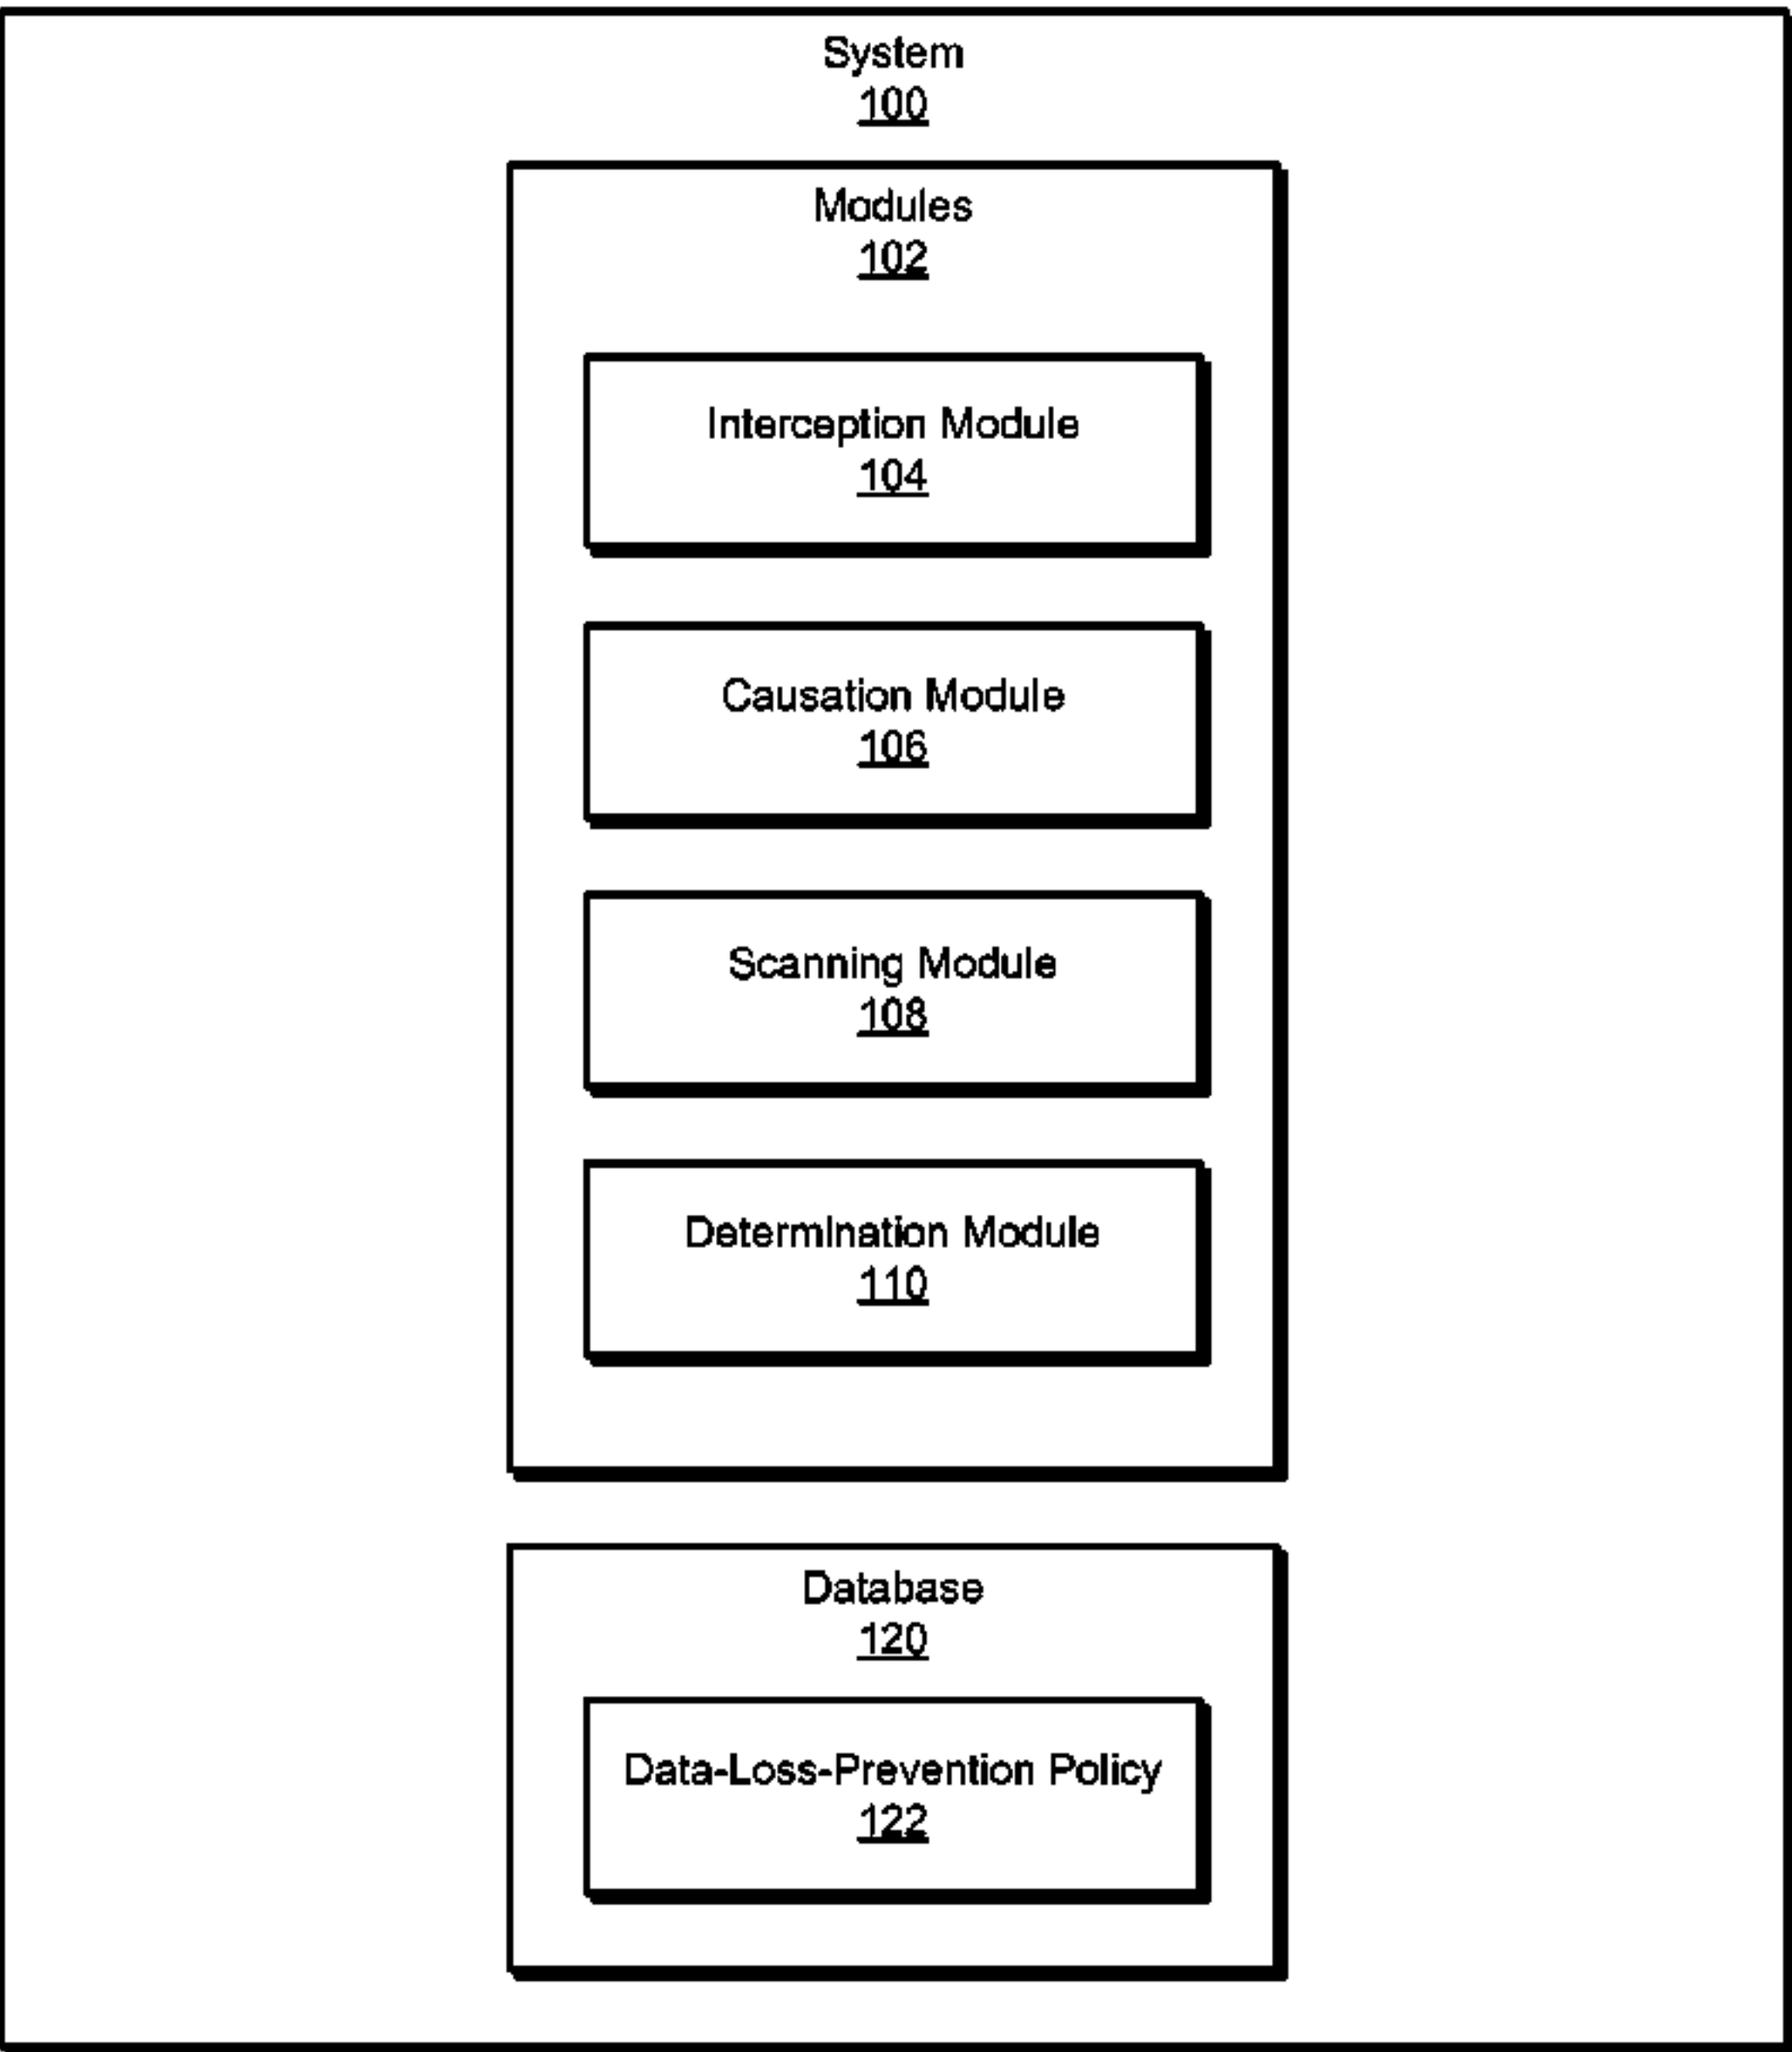 System
100
Modules
102
Interception Module
104
Causation Module
106
Scanning Module
108
Determination Module
110
Database
120
Data-Loss-Prevention Policy
122